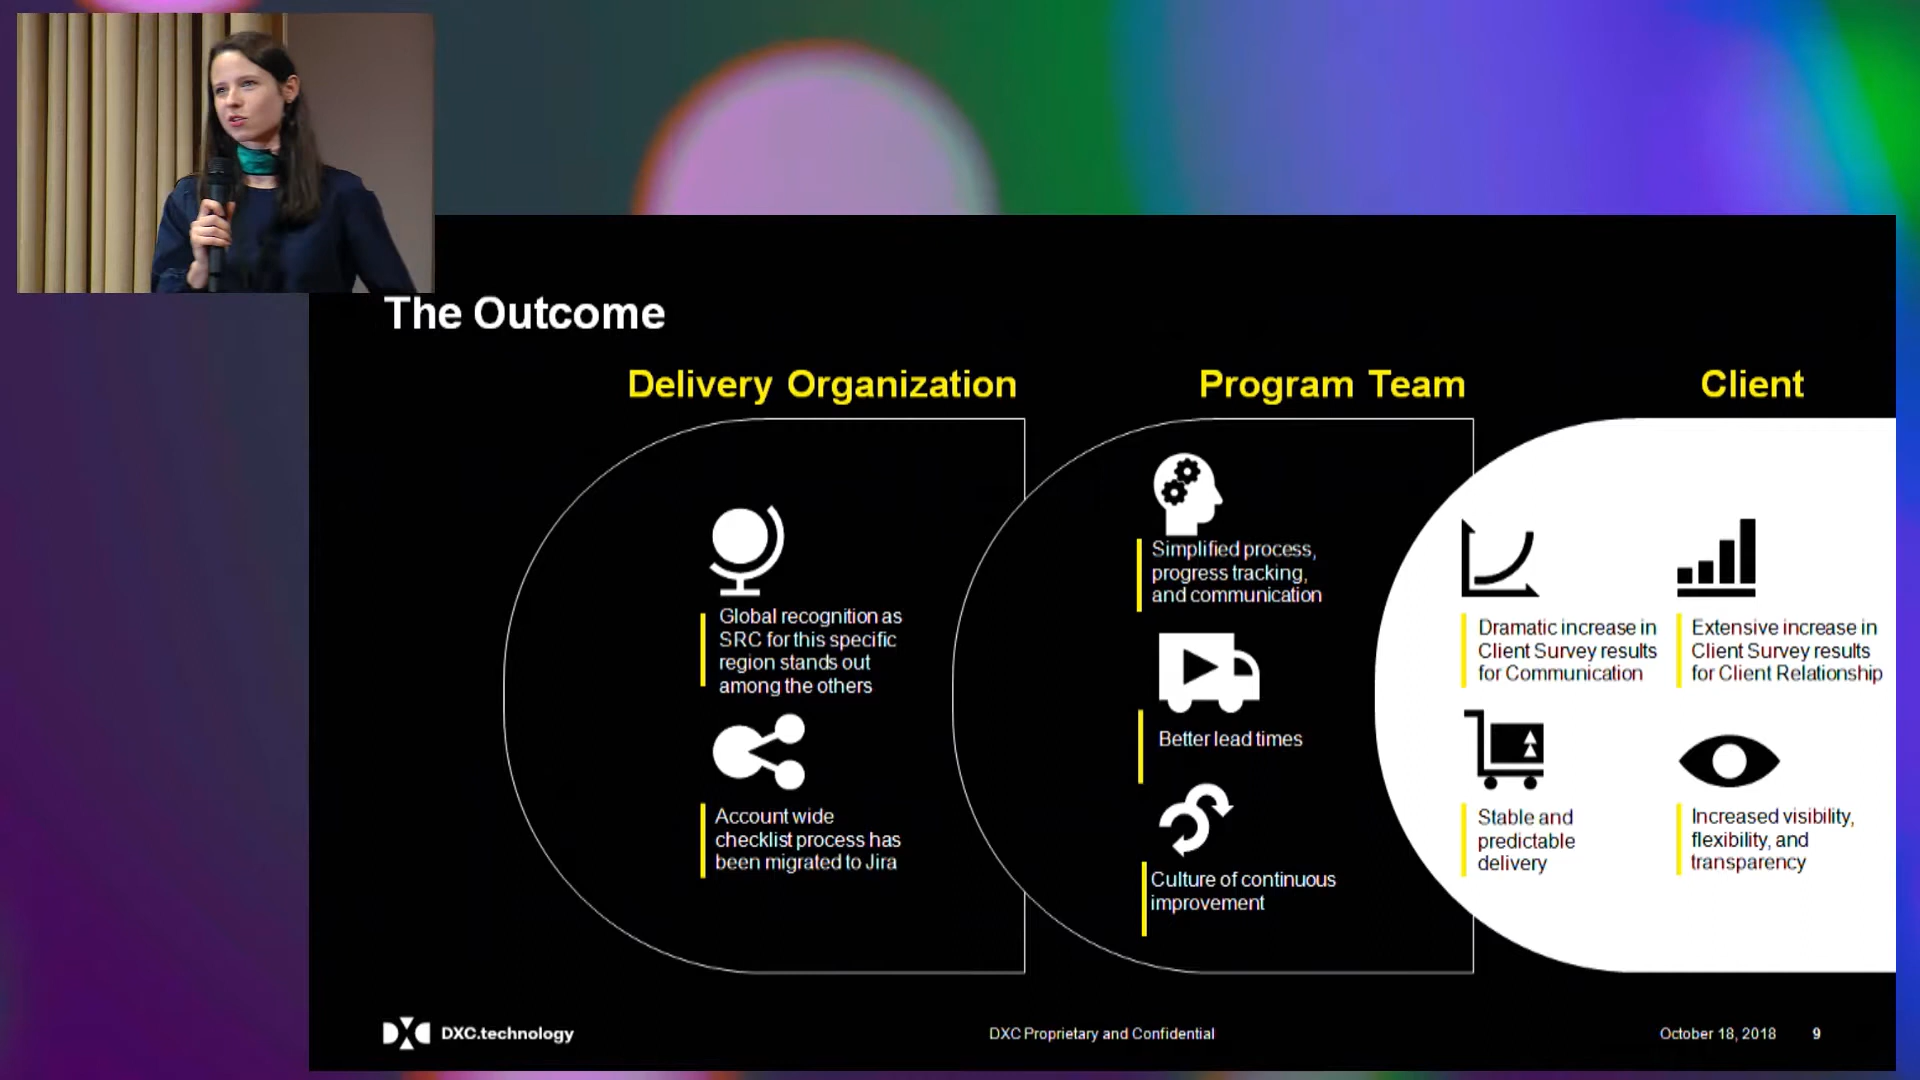 The Outcome
Delivery Organization
Program Team
Client
Global recognition as
SRC for this specific
region stands out
among the others
Account wide
checklist process has
been migrated to Jira
Simplified process,
progress tracking,
and communication
Better lead times
Culture of continuous
improvement
Dramatic increase in
Client Survey results
for Communication
Extensive increase in
Client Survey results
for Client Relationship
Stable and
predictable
delivery
Increased visibility,
flexibility, and
transparency
DXC.technology
DXC Proprietary and Confidential
October 18, 2018
9